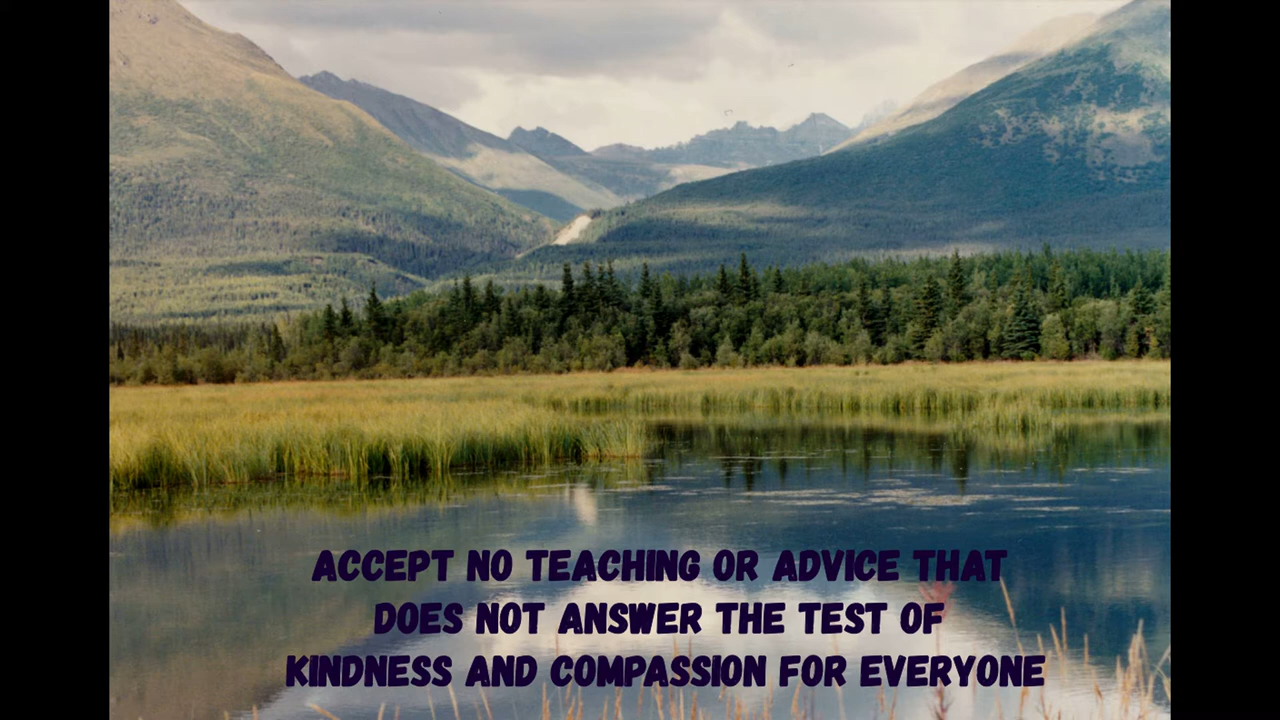 ACCEPT NO TEACHING OR ADVICE THAT
DOES NOT ANSWER THE TEST OF
KINDNESS AND COMPASSION FOR EVERYONE